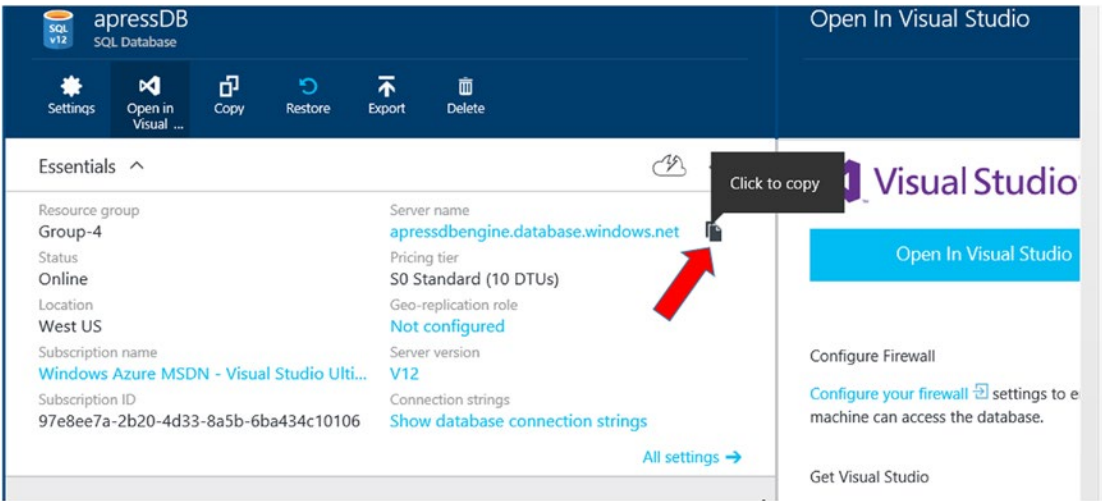 SQL
v12
apressDB
SQL Database
Settings
Open in
Visual ...
Copy
Restore
Export
Delete
Essentials
Resource group
Group-4
Status
Online
Location
West US
Subscription name
Windows Azure MSDN - Visual Studio Ulti...
Subscription ID
97e8ee7a-2b20-4d33-8a5b-6ba434c10106
Server name
apressdbengine.database.windows.net
Pricing tier
S0 Standard (10 DTUs)
Geo-replication role
Not configured
Server version
V12
Connection strings
Show database connection strings
All settings
Click to copy
Open In Visual Studio
Visual Studio
Open In Visual Studio
Configure Firewall
Configure your firewall settings to e
machine can access the database.
Get Visual Studio